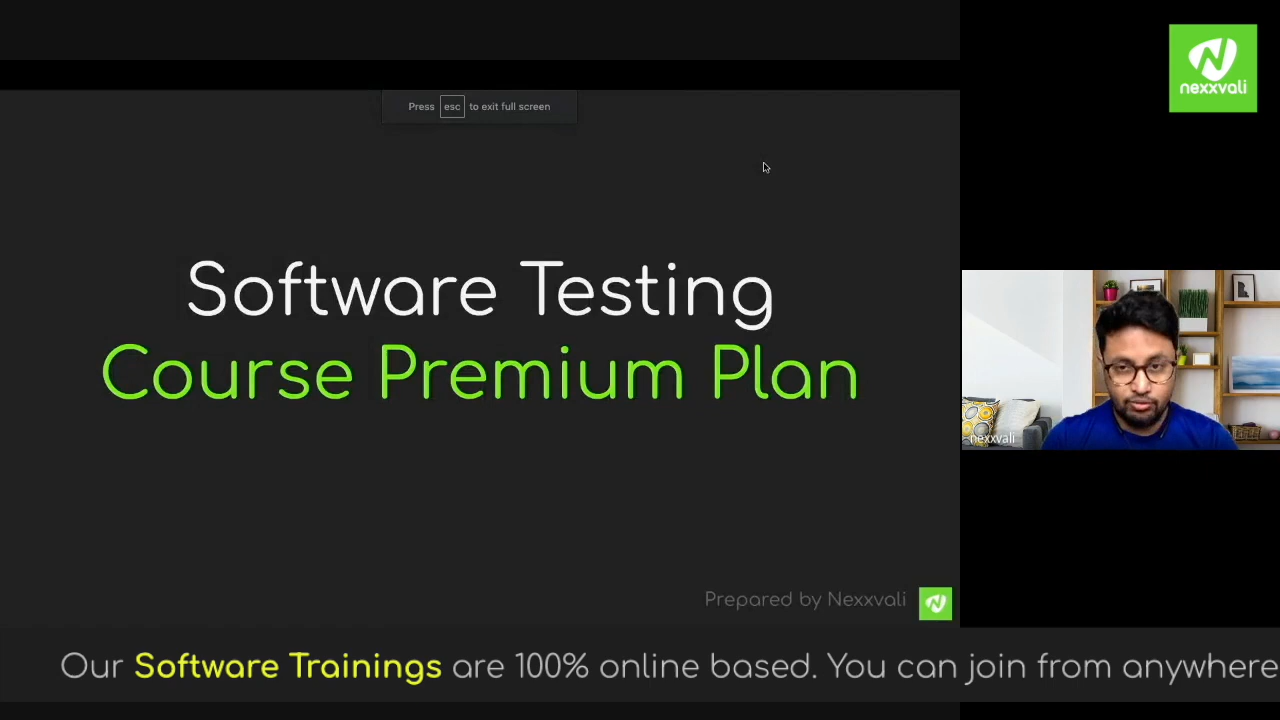 nexxvali
Press esc to exit full screen
Software Testing
Course Premium Plan
nexxvali
Prepared by Nexxvali
Our Software Trainings are 100% online based. You can join from anywhere